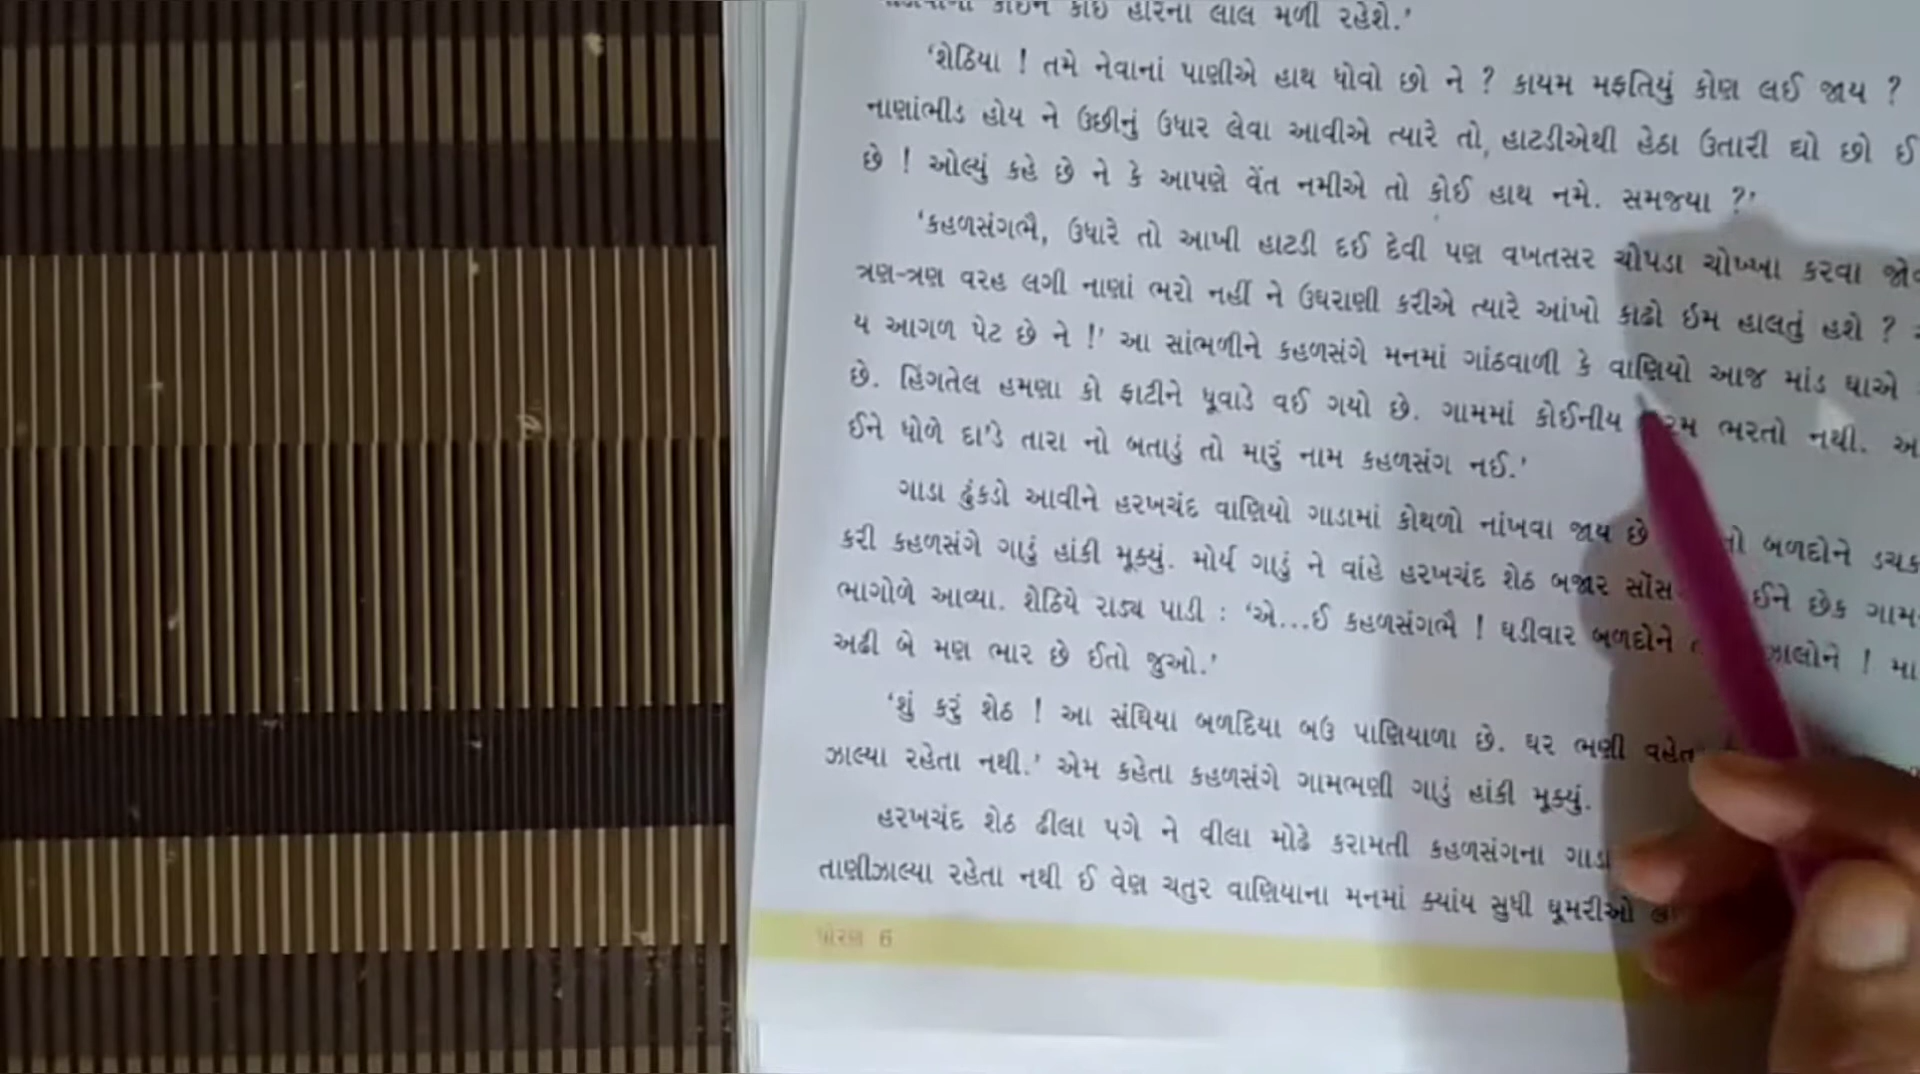 કોઈ હરિના લાલ મળી રહેશે.’
‘શેઠિયા ! તમે નેવાનાં પાણીએ હાથ ધોવો છો ને ? કાયમ મફતિયું કોણ લઈ જાય ?
નાણાંભીડ હોય ને ઉછીનું ઉધાર લેવા આવીએ ત્યારે તો, હાટડીએથી હેઠા ઉતારી દ્યો છો ઈ
છે ! ઓલ્યું કહે છે ને કે આપણે વેંત નમીએ તો કોઈ હાથ નમે. સમજ્યા ?’
‘કહળસંગભૈ, ઉધારે તો આખી હાટડી દઈ દેવી પણ વખતસર ચોપડા ચોખ્ખા કરવા
ત્રણ-ત્રણ વરહ લગી નાણાં ભરો નહીં ને ઉઘરાણી કરીએ ત્યારે આંખો કાઢો ઈમ હાલતું હશે ?
ય આગળ પેટ છે ને !’ આ સાંભળીને કહળસંગે મનમાં ગાંઠવાળી કે વાણિયો આજ માંડ ઘાએ
છે. હિંગતેલ હમણા કો ફાટીને ધૂવાડે વઈ ગયો છે. ગામમાં કોઈનીય ભરતો નથી.
ઈને ધોળે દા’ડે તારા નો બતાડું તો મારું નામ કહળસંગ નઈ.’
ગાડા ઢુંકડો આવીને હરખચંદ વાણિયો ગાડામાં કોથળો નાંખવા જાય છે બળદોને
કરી કહળસંગે ગાડું હાંકી મૂક્યું. મોર્ય ગાડું ને વાંહે હરખચંદ શેઠ બજાર છેક
ભાગોળે આવ્યા. શેઠિયે રાડ્ય પાડી : ‘એ...ઈ કહળસંગભૈ ! ઘડીવાર બળદોને ઝાલોને !
અઢી બે મણ ભાર છે ઈતો જુઓ.’
‘શું કરું શેઠ ! આ સંધિયા બળદિયા બઉ પાણિયાળા છે. ઘર ભણી
ઝાલ્યા રહેતા નથી.’ એમ કહેતા કહળસંગે ગામભણી ગાડું હાંકી મૂક્યું.
હરખચંદ શેઠ ઢીલા પગે ને વીલા મોઢે કરામતી કહળસંગના
તાણીઝાલ્યા રહેતા નથી ઈ વેણ ચતુર વાણિયાના મનમાં ક્યાંય સુધી ઘૂમરીઓ
ધોરણ 6